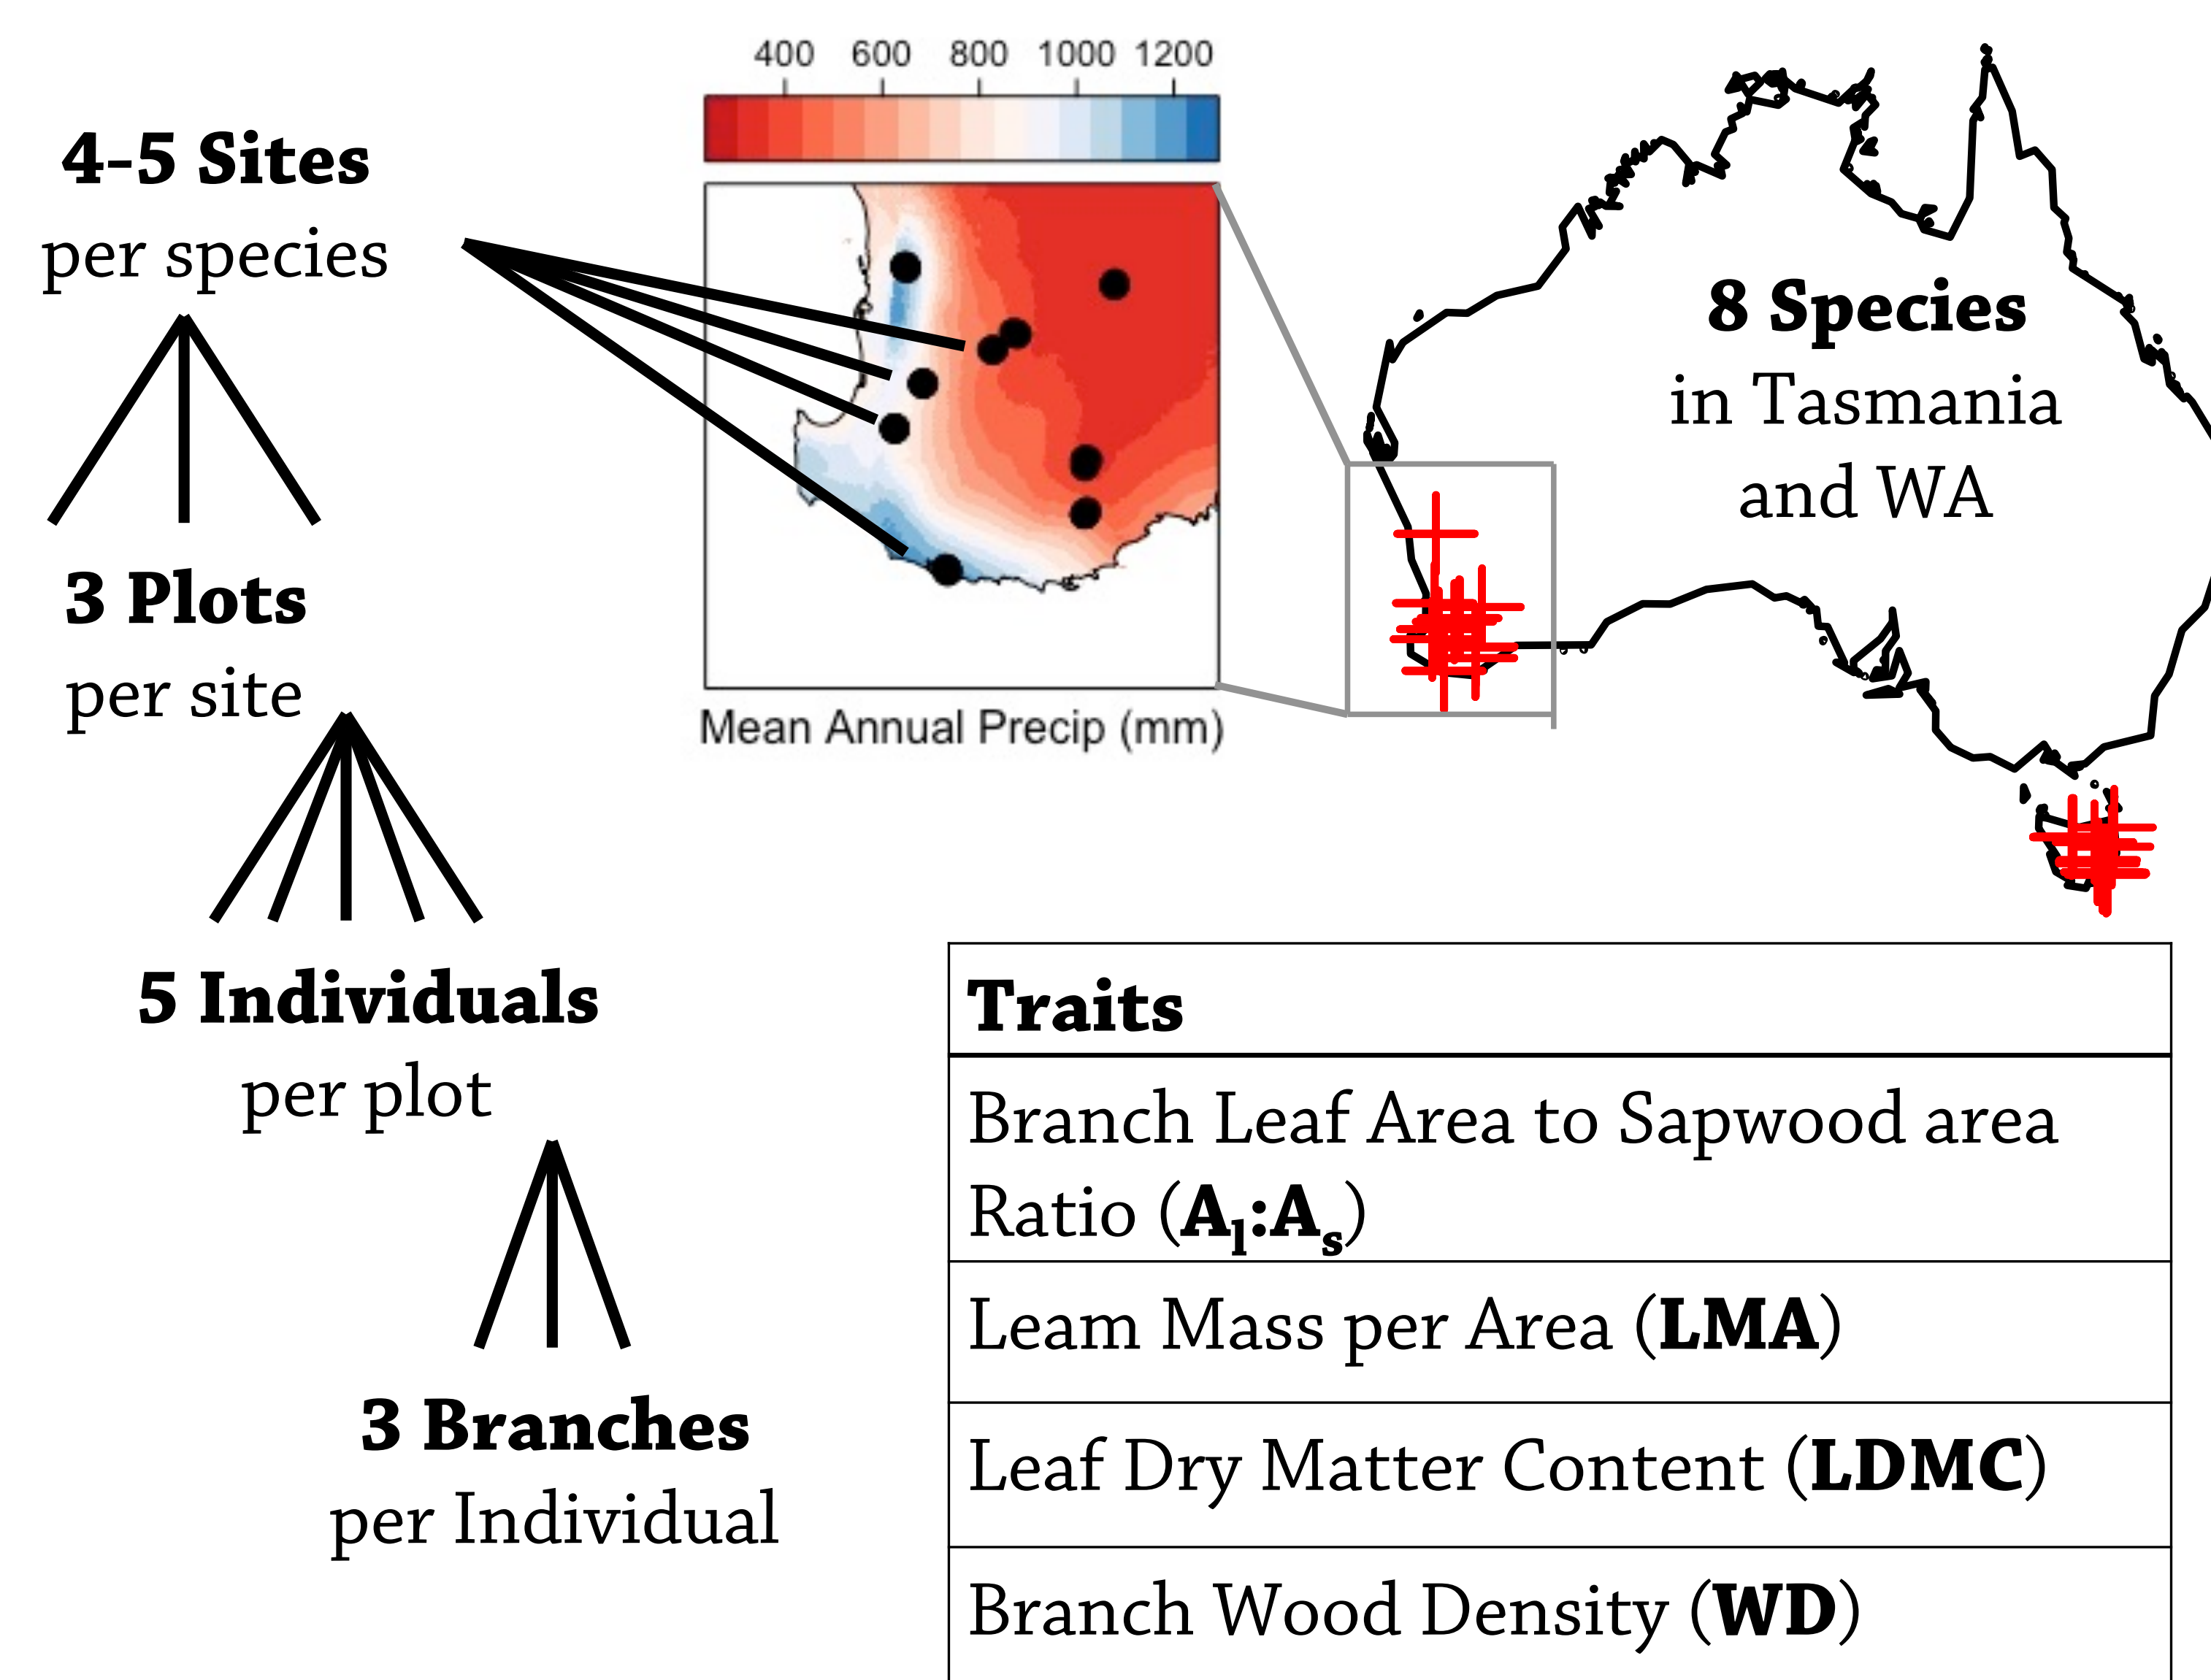 4-5 Sites
per species
3 Plots
per site
5 Individuals
per plot
3 Branches
per Individual
400 600 800 1000 1200
Mean Annual Precip (mm)
8 Species
in Tasmania
and WA
Traits
Branch Leaf Area to Sapwood area
Ratio (Al:As)
Leam Mass per Area (LMA)
Leaf Dry Matter Content (LDMC)
Branch Wood Density (WD)